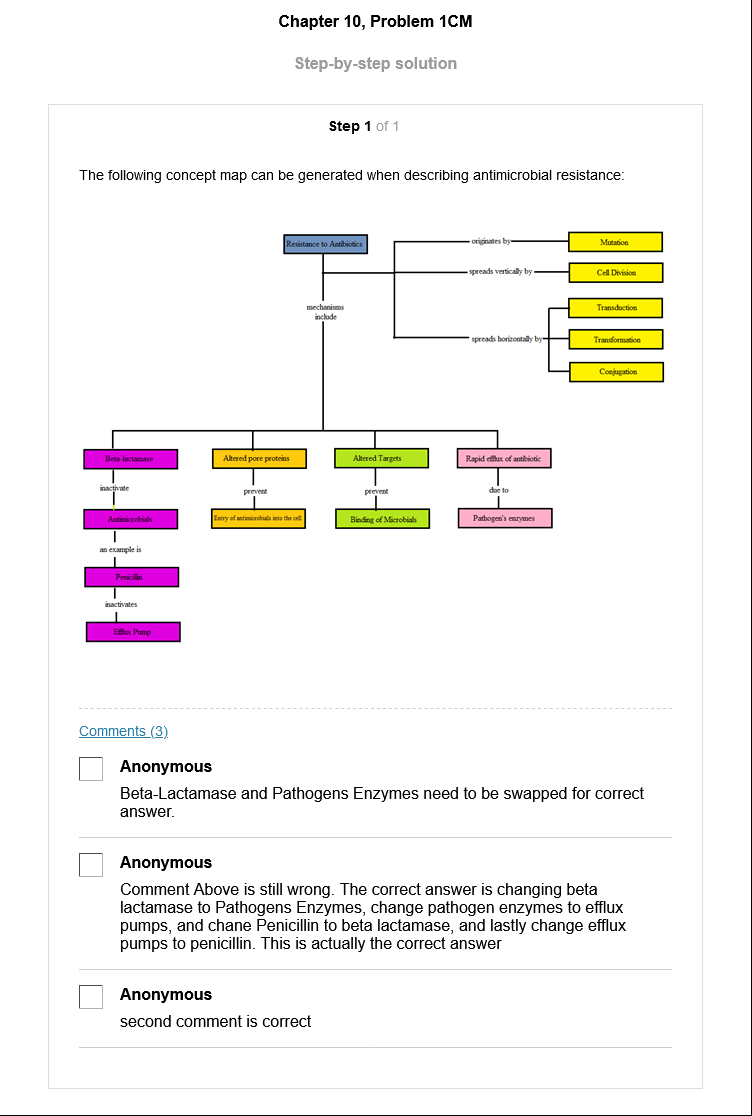 Chapter 10, Problem 1CM
Step-by-step solution
Step 1 of 1
The following concept map can be generated when describing antimicrobial resistance:
Resistance to Antibiotics
originates by
Mutation
spreads vertically by
Cell Division
mechanisms
include
Transduction
spreads horizontally by
Transformation
Conjugation
Beta-lactamase
Altered pore proteins
Altered Targets
Rapid efflux of antibiotic
inactivate
prevent
prevent
due to
Antimicrobials
Entry of antimicrobials into the cell
Binding of Microbials
Pathogen's enzymes
an example is
Penicillin
inactivates
Efflux Pump
Comments (3)
Anonymous
Beta-Lactamase and Pathogens Enzymes need to be swapped for correct
answer.
Anonymous
Comment Above is still wrong. The correct answer is changing beta
lactamase to Pathogens Enzymes, change pathogen enzymes to efflux
pumps, and chane Penicillin to beta lactamase, and lastly change efflux
pumps to penicillin. This is actually the correct answer
Anonymous
second comment is correct